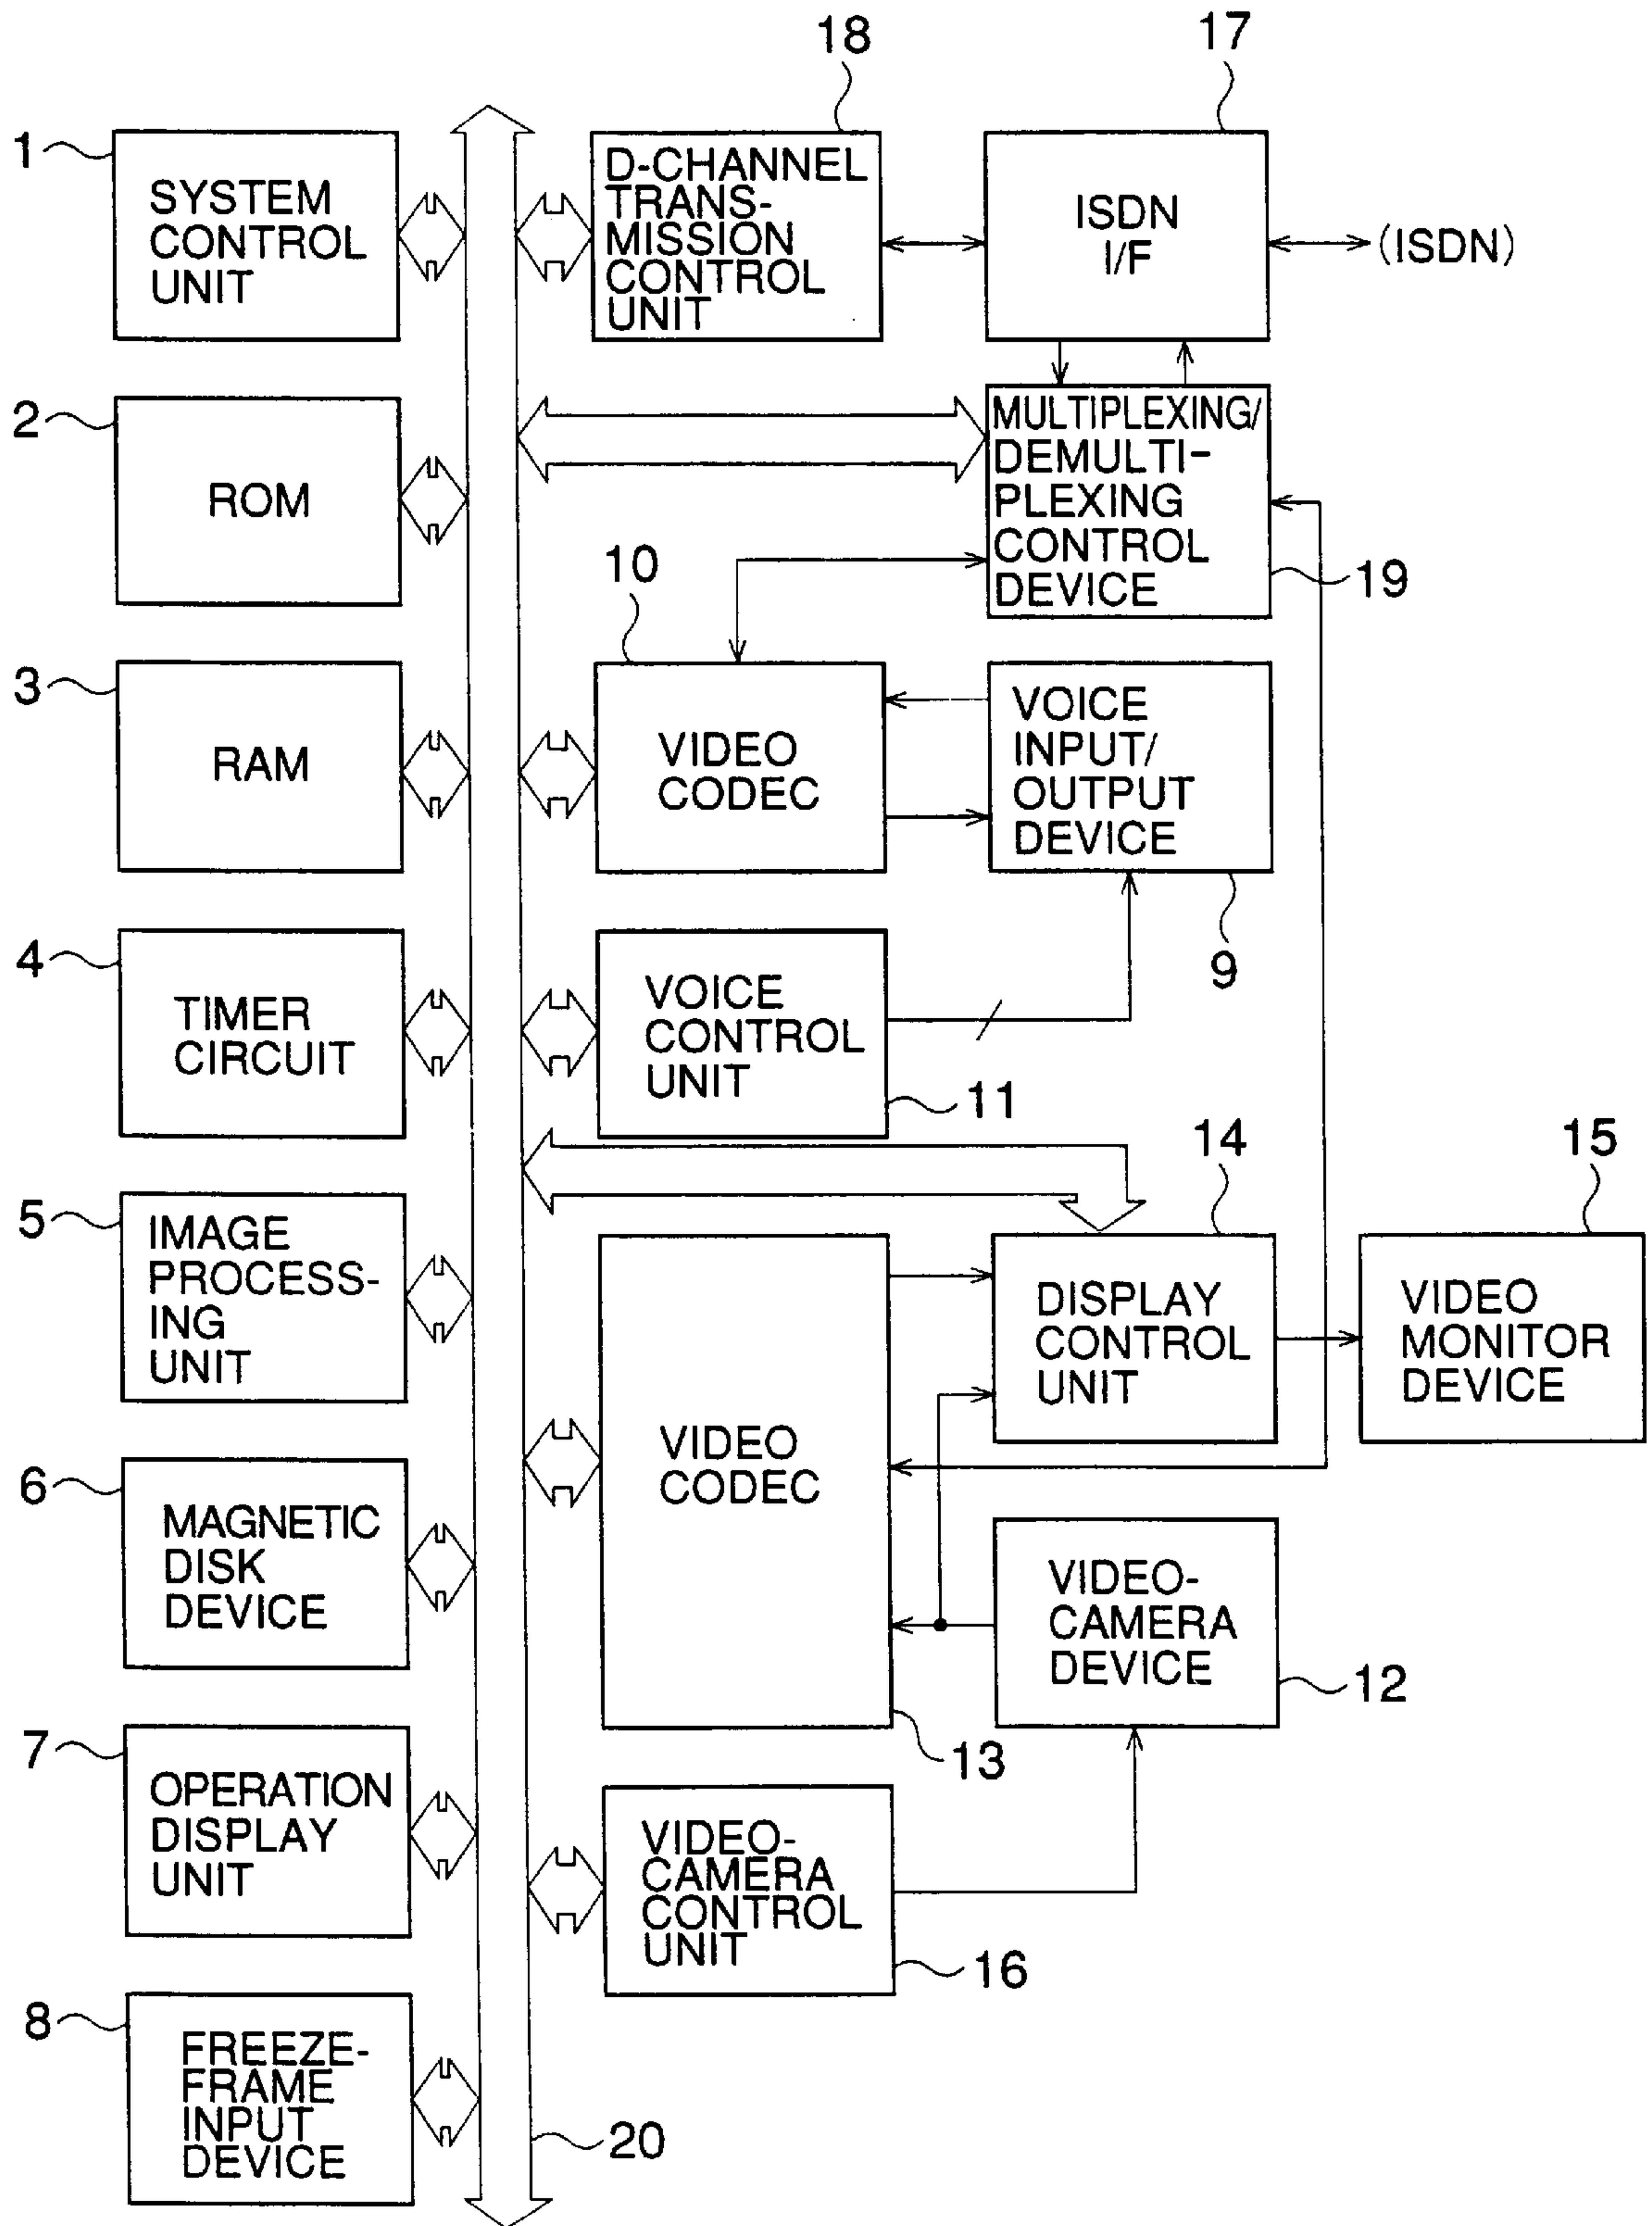 18
17
1
SYSTEM
CONTROL
UNIT
D-CHANNEL
TRANS-
MISSION
CONTROL
UNIT
ISDN
I/F
(ISDN)
2
ROM
MULTIPLEXING/
DEMULTI-
PLEXING
CONTROL
DEVICE
19
10
3
RAM
VIDEO
CODEC
VOICE
INPUT/
OUTPUT
DEVICE
9
4
TIMER
CIRCUIT
VOICE
CONTROL
UNIT
11
14
15
5
IMAGE
PROCESS-
ING
UNIT
DISPLAY
CONTROL
UNIT
VIDEO
MONITOR
DEVICE
VIDEO
CODEC
6
MAGNETIC
DISK
DEVICE
VIDEO-
CAMERA
DEVICE
12
13
7
OPERATION
DISPLAY
UNIT
VIDEO-
CAMERA
CONTROL
UNIT
16
8
FREEZE-
FRAME
INPUT
DEVICE
20